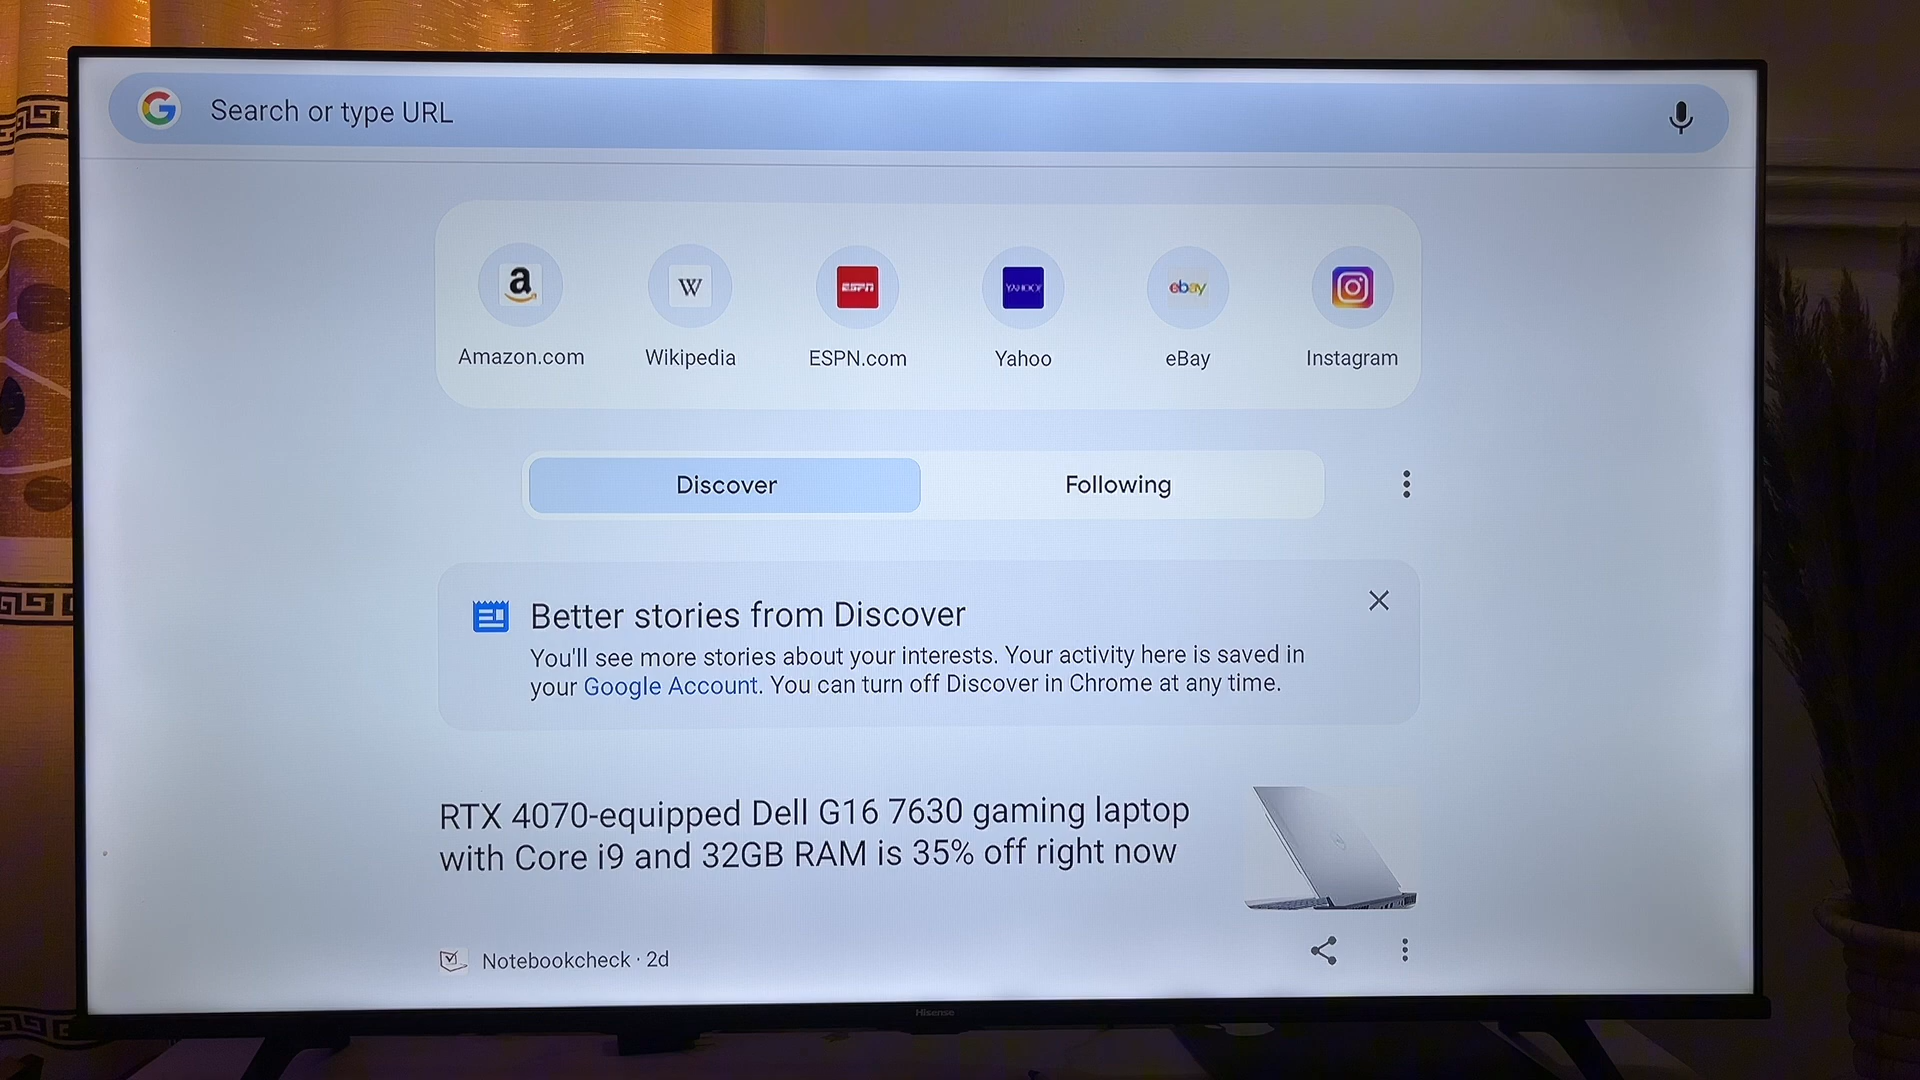 Search or type URL
a
W
ESPN
YAHOO!
ebay
Amazon.com
Wikipedia
ESPN.com
Yahoo
eBay
Instagram
Discover
Following
Better stories from Discover
You'll see more stories about your interests. Your activity here is saved in
your Google Account. You can turn off Discover in Chrome at any time.
RTX 4070-equipped Dell G16 7630 gaming laptop
with Core i9 and 32GB RAM is 35% off right now
Notebookcheck · 2d
Hisense